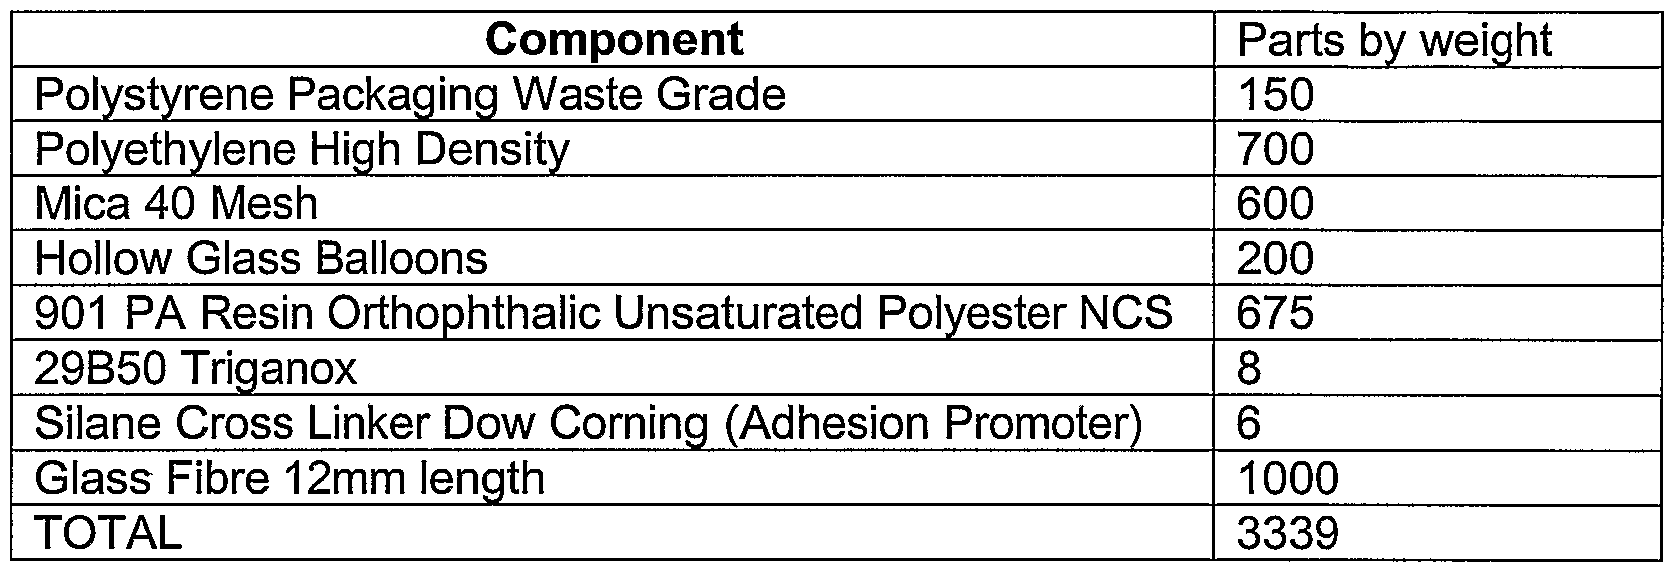 Component Parts by weight
Polystyrene Packaging Waste Grade 150
Polyethylene High Density 700
Mica 40 Mesh 600
Hollow Glass Balloons 200
901 PA Resin Orthophthalic Unsaturated Polyester NCS 675
29B50 Triganox 8
Silane Cross Linker Dow Corning (Adhesion Promoter) 6
Glass Fibre 12mm length 1000
TOTAL 3339